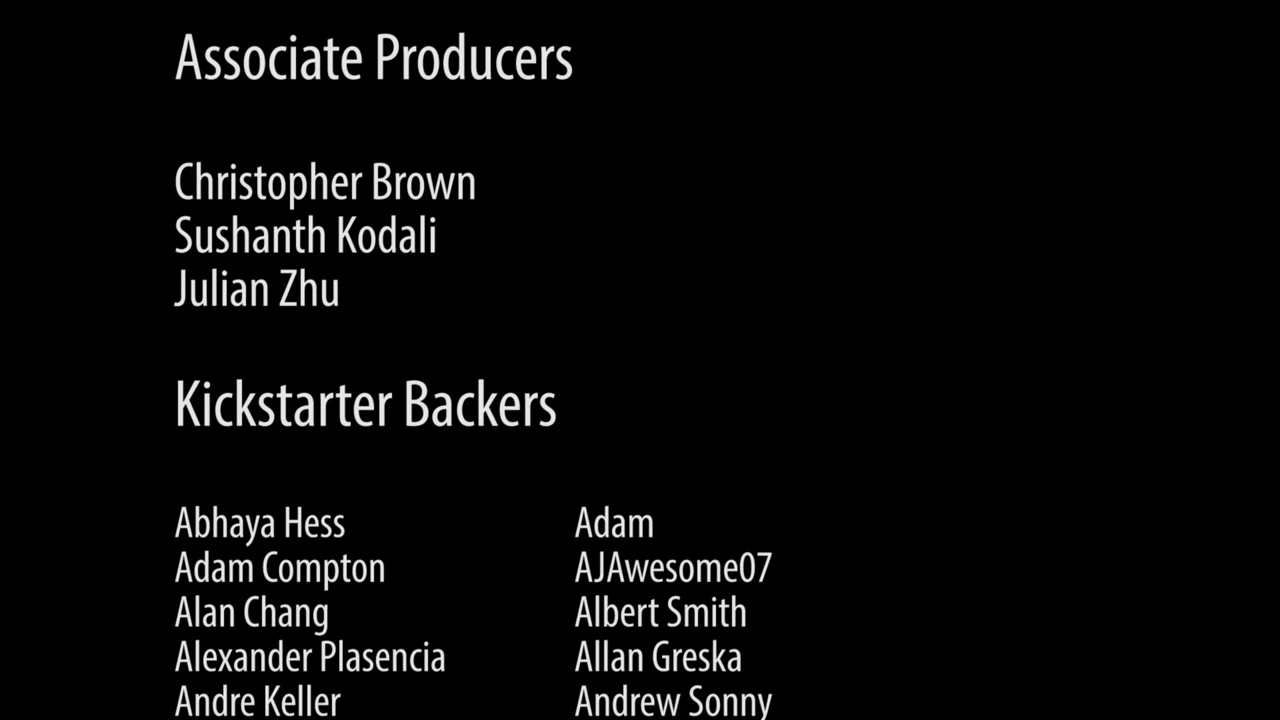 Associate Producers
Christopher Brown
Sushanth Kodali
Julian Zhu
Kickstarter Backers
Abhaya Hess Adam
Adam Compton AJAwesome07
Alan Chang Albert Smith
Alexander Plasencia Allan Greska
Andre Keller Andrew Sonny